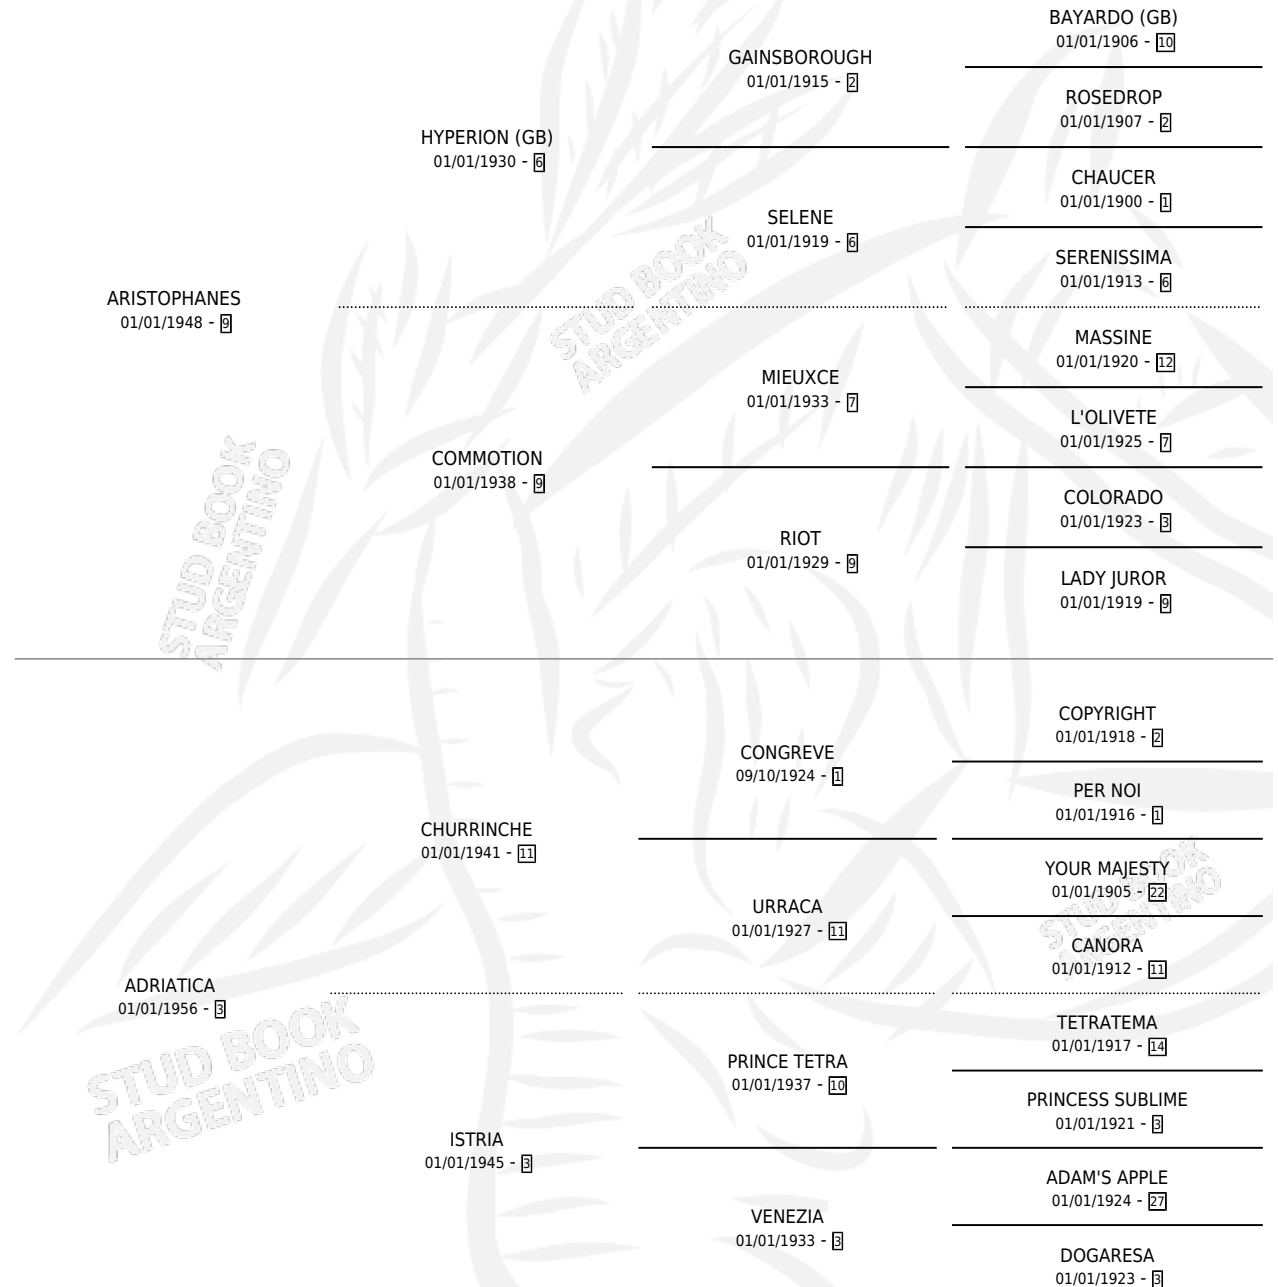 BAYARDO (GB)
01/01/1906 - 10
GAINSBOROUGH
01/01/1915 - 2
ROSEDROP
01/01/1907 - 2
HYPERION (GB)
01/01/1930 - 6
CHAUCER
01/01/1900 - 1
SELENE
01/01/1919 - 6
SERENISSIMA
01/01/1913 - 6
ARISTOPHANES
01/01/1948 - 9
MASSINE
01/01/1920 - 12
MIEUXCE
01/01/1933 - 7
L'OLIVETE
01/01/1925 - 7
COMMOTION
01/01/1938 - 9
COLORADO
01/01/1923 - 3
RIOT
01/01/1929 - 9
LADY JUROR
01/01/1919 - 9
COPYRIGHT
01/01/1918 - 2
CONGREVE
09/10/1924 - 1
PER NOI
01/01/1916 - 1
CHURRINCHE
01/01/1941 - 11
YOUR MAJESTY
01/01/1905 - 22
URRACA
01/01/1927 - 11
CANORA
01/01/1912 - 11
ADRIATICA
01/01/1956 - 3
TETRATEMA
01/01/1917 - 14
PRINCE TETRA
01/01/1937 - 10
PRINCESS SUBLIME
01/01/1921 - 3
ISTRIA
01/01/1945 - 3
ADAM'S APPLE
01/01/1924 - 27
VENEZIA
01/01/1933 - 3
DOGARESA
01/01/1923 - 3
STUD BOOK
ARGENTINO
STUD BOOK
ARGENTINO
STUD BOOK
ARGENTINO
STUD BOOK
ARGENTINO